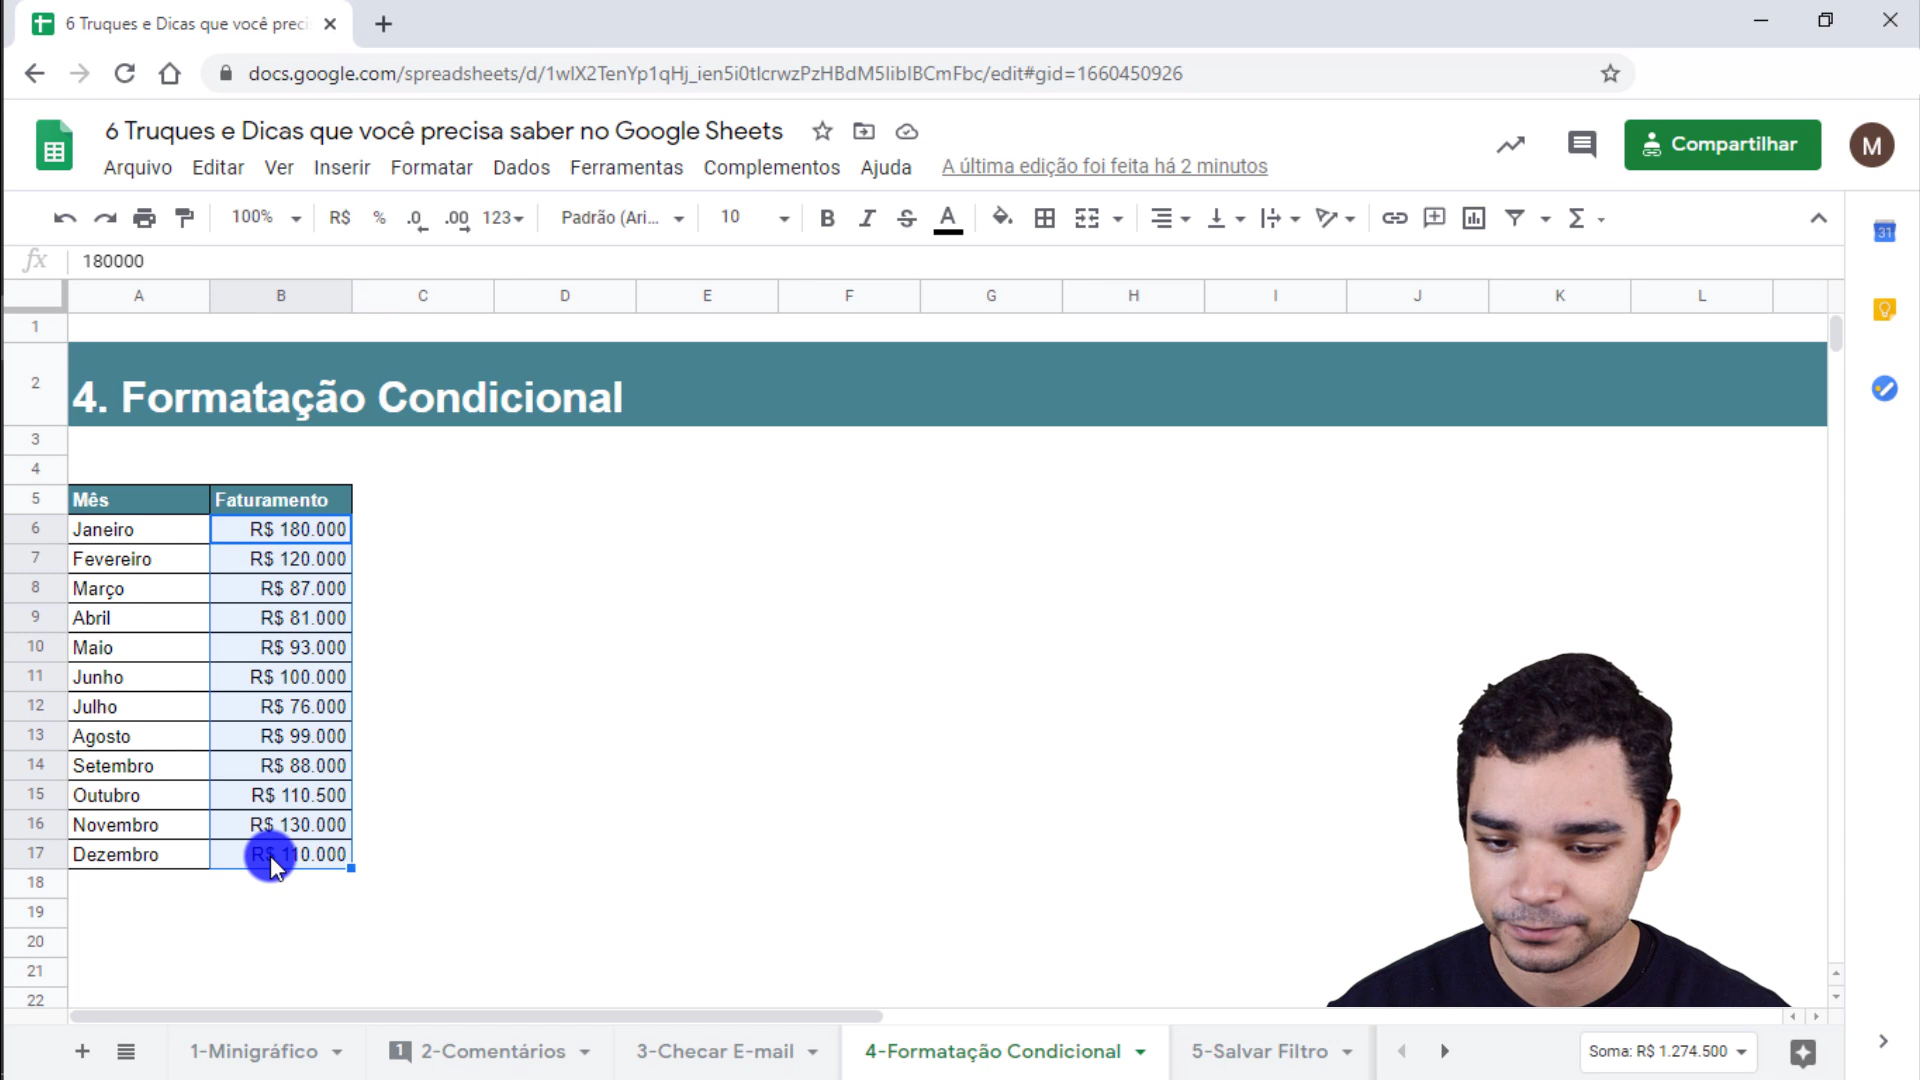 6 Truques e Dicas que você preci
docs.google.com/spreadsheets/d/1wlX2TenYp1qHj_ien5i0tIcrwzPzHBdM5IibIBCmFbc/edit#gid=1660450926
6 Truques e Dicas que você precisa saber no Google Sheets
Compartilhar
M
Arquivo Editar Ver Inserir Formatar Dados Ferramentas Complementos Ajuda A última edição foi feita há 2 minutos
100% R$ % .0 .00 123 Padrão (Ari... 10 B I S A Σ
31
fx 180000
A B C D E F G H I J K L
1
2 4. Formatação Condicional
3
4
5 Mês Faturamento
6 Janeiro R$ 180.000
7 Fevereiro R$ 120.000
8 Março R$ 87.000
9 Abril R$ 81.000
10 Maio R$ 93.000
11 Junho R$ 100.000
12 Julho R$ 76.000
13 Agosto R$ 99.000
14 Setembro R$ 88.000
15 Outubro R$ 110.500
16 Novembro R$ 130.000
17 Dezembro R$ 110.000
18
19
20
21
22
1-Minigráfico 1 2-Comentários 3-Checar E-mail 4-Formatação Condicional 5-Salvar Filtro Soma: R$ 1.274.500